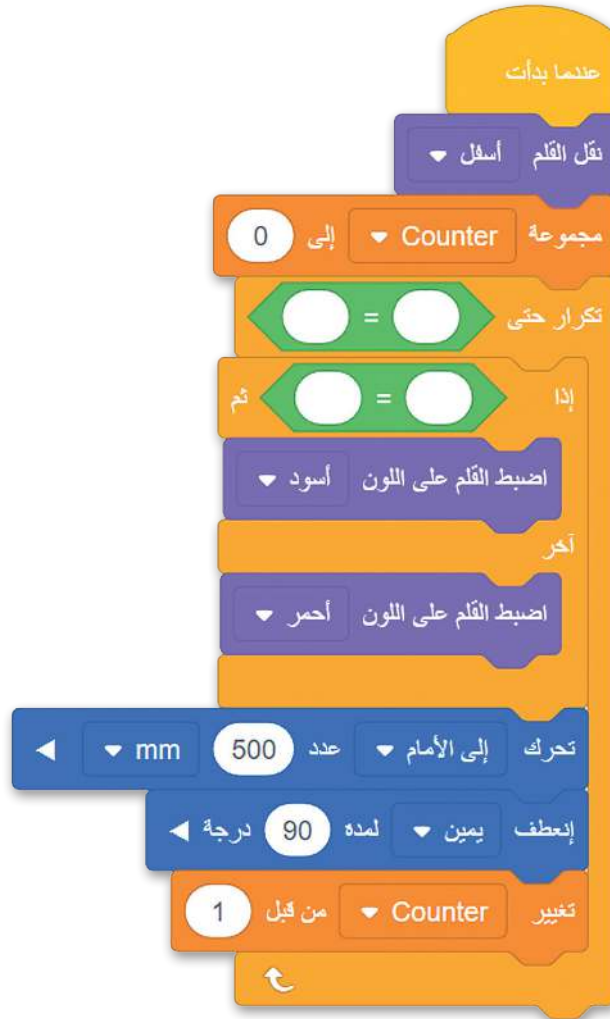 عندما بدأت
نقل القلم أسفل
مجموعة Counter إلى 0
تكرار حتى =
إذا = ثم
اضبط القلم على اللون أسود
آخر
اضبط القلم على اللون أحمر
تحرك إلى الأمام عدد 500 mm
إنعطف يمين لمدة 90 درجة
تغيير Counter من قبل 1